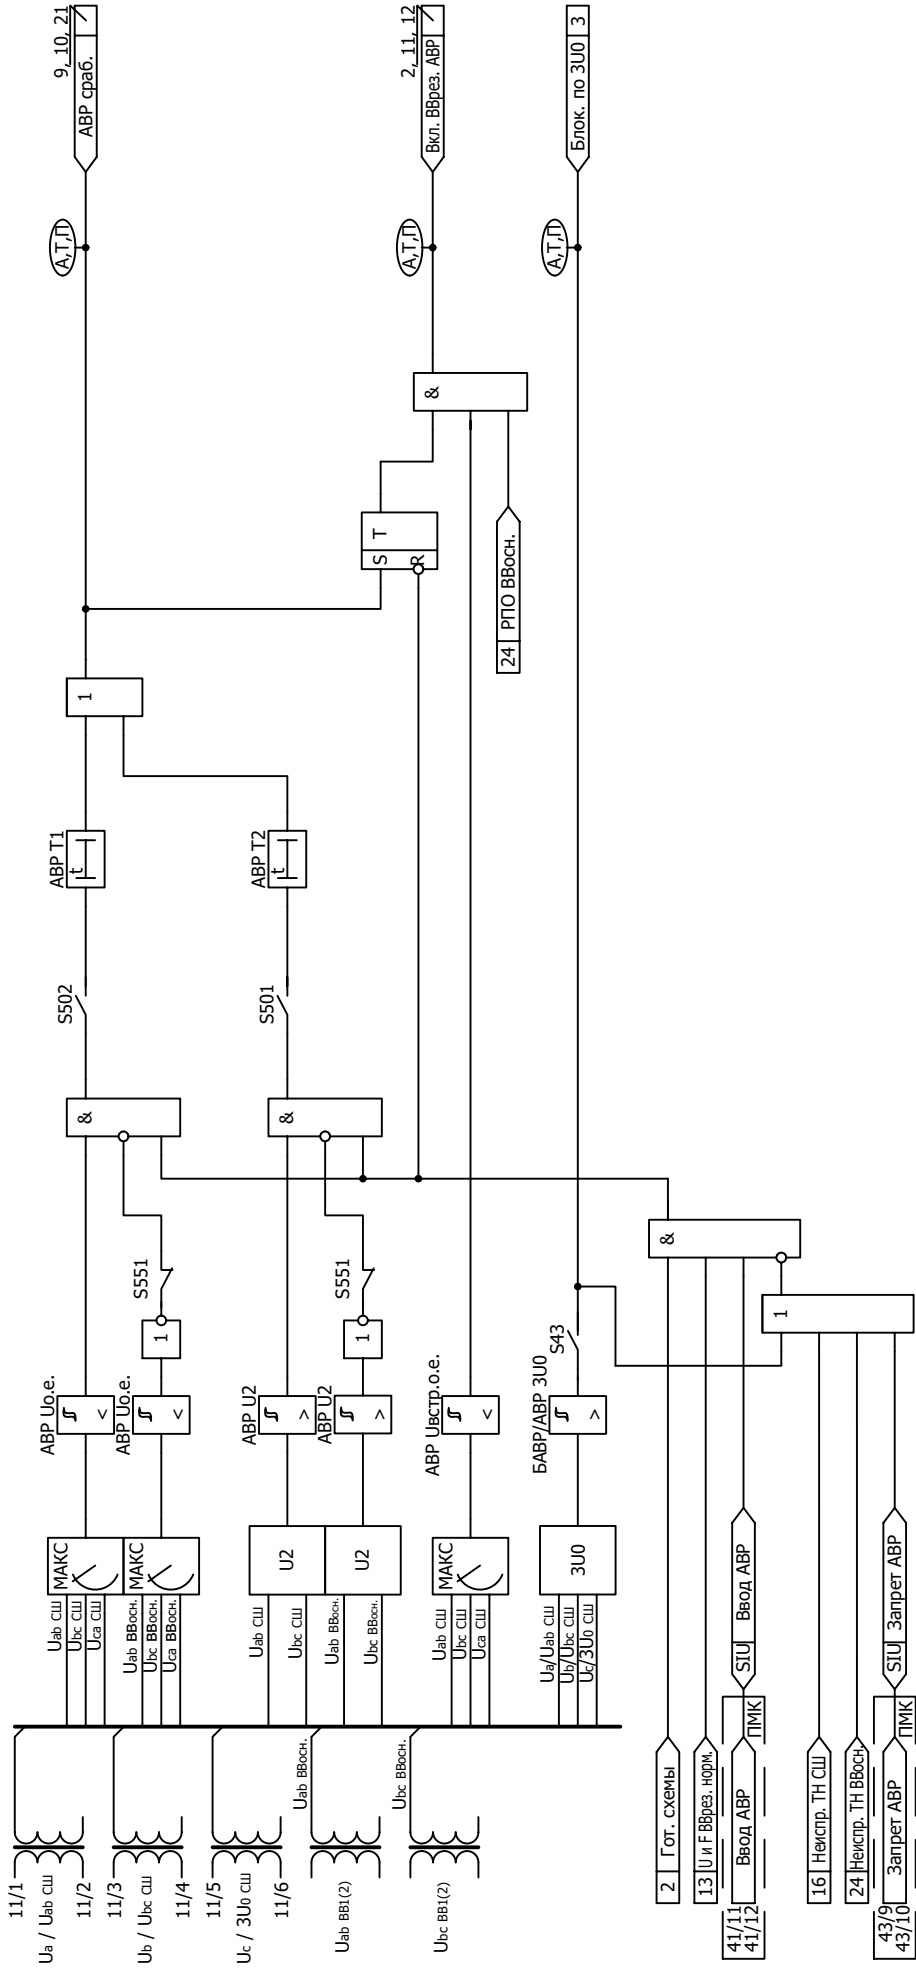 11/1
Ua / Uab СШ
11/2
11/3
Ub / Ubc СШ
11/4
11/5
Uc / 3U0 СШ
11/6
Uab ВВ1(2)
Ubc ВВ1(2)
Uab ВВосн.
Ubc ВВосн.
Uab СШ
Ubc СШ
Uca СШ
МАКС
АВР Uо.е.
<
Uab ВВосн.
Ubc ВВосн.
Uca ВВосн.
МАКС
АВР Uо.е.
<
1
S551
&
S502
АВР Т1
t
1
А,Т,П
АВР сраб.
9, 10, 21
Uab СШ
Ubc СШ
U2
АВР U2
>
Uab ВВосн.
Ubc ВВосн.
U2
АВР U2
>
1
S551
&
S501
АВР Т2
t
S
T
R
&
А,Т,П
Вкл. ВВрез. АВР
2, 11, 12
Uab СШ
Ubc СШ
Uca СШ
МАКС
АВР Uвстр.о.е.
<
24 РПО ВВосн.
Ua/Uab СШ
Ub/Ubc СШ
Uc/3U0 СШ
3U0
БАВР/АВР 3U0
>
S43
А,Т,П
Блок. по 3U0 3
2 Гот. схемы
13 U и F ВВрез. норм.
41/11
41/12
Ввод АВР
ПМК
SIU Ввод АВР
&
16 Неиспр. ТН СШ
24 Неиспр. ТН ВВосн.
43/9
43/10
Запрет АВР
ПМК
SIU Запрет АВР
1